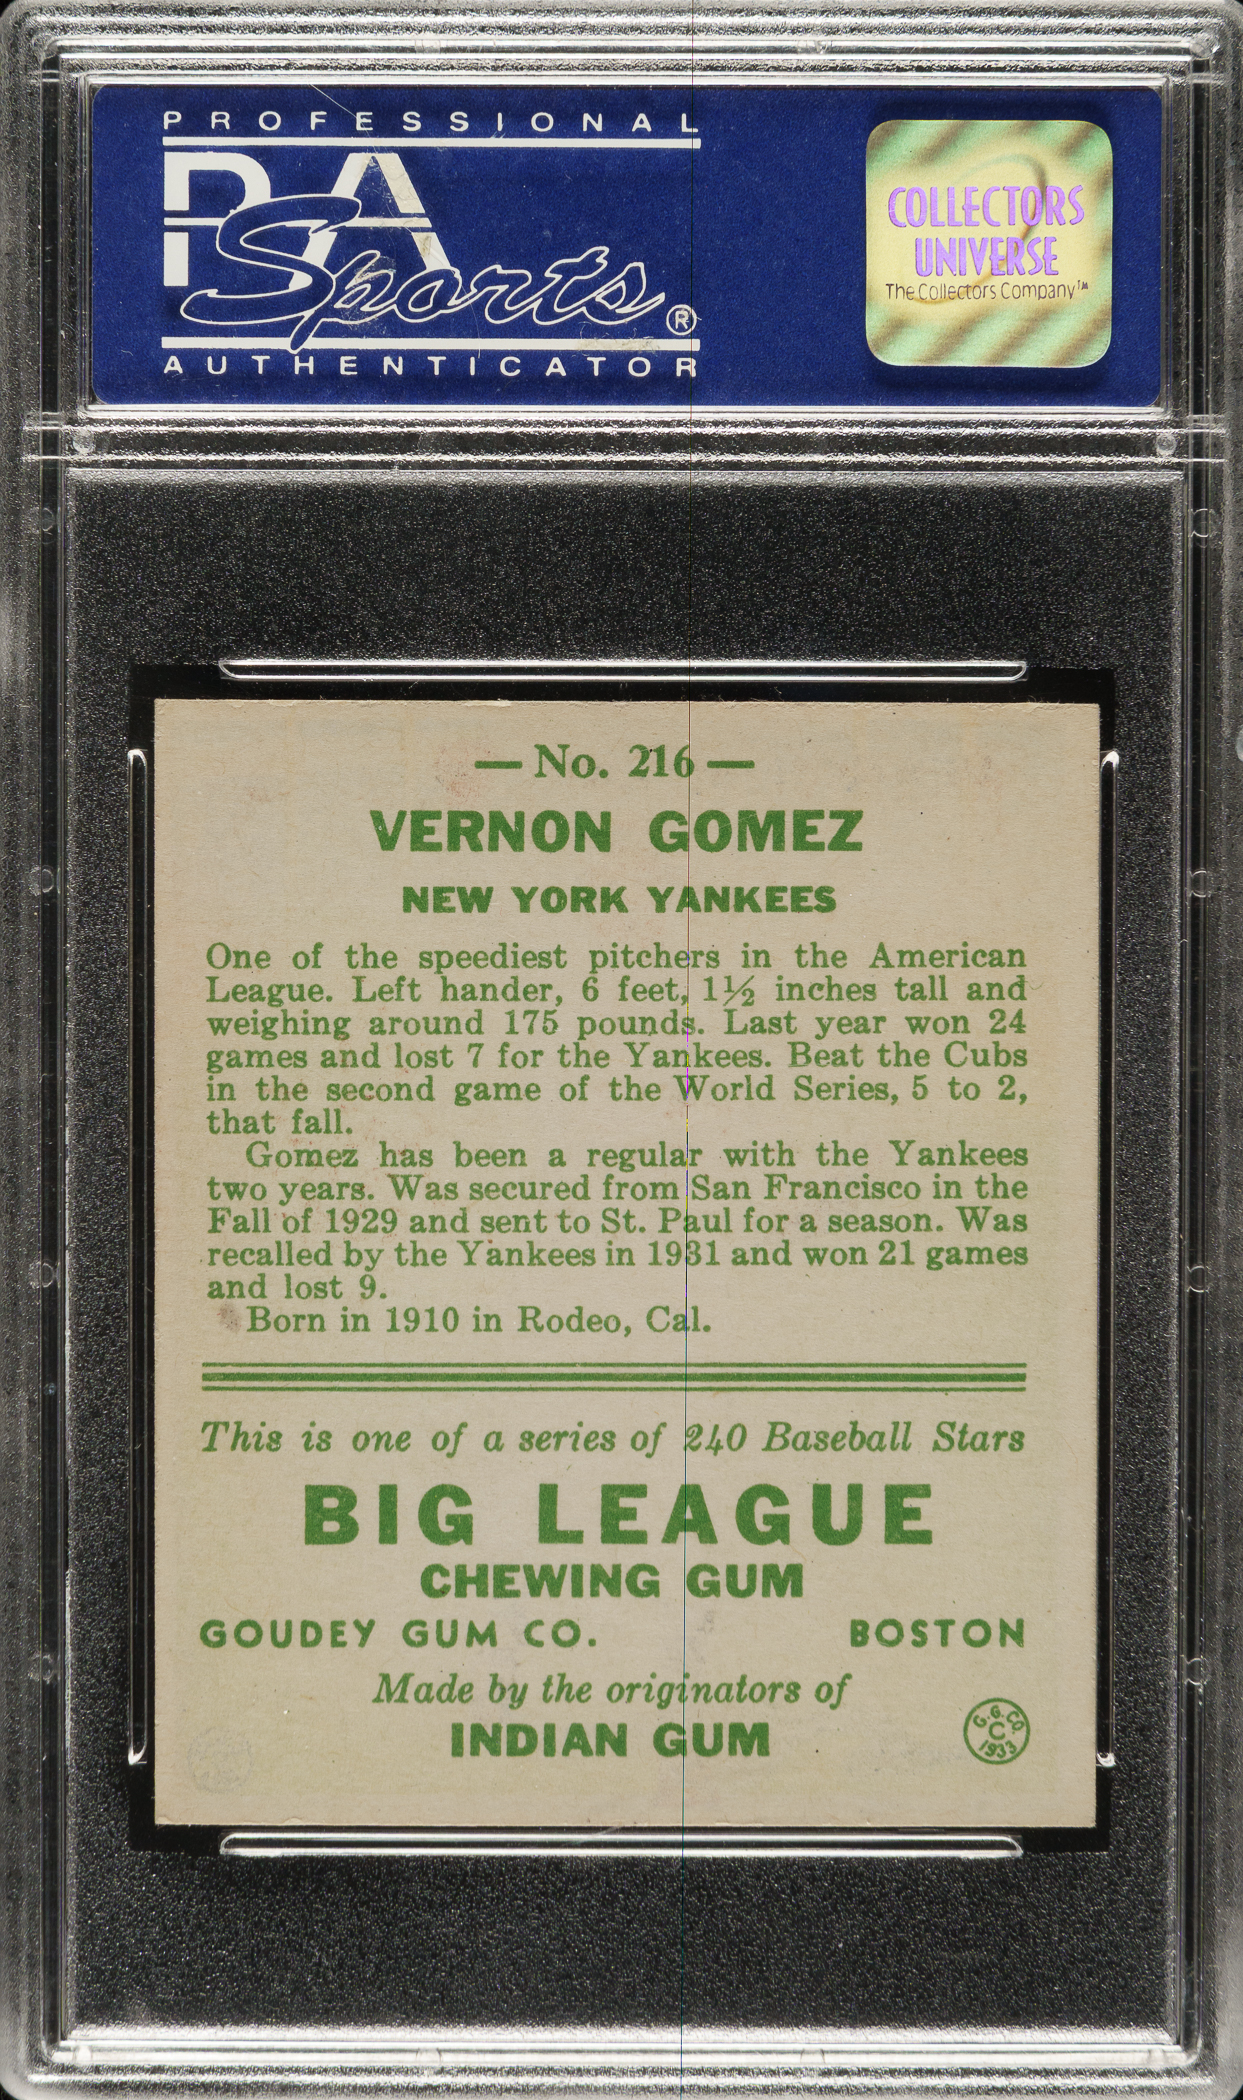 PROFESSIONAL
PSA
Sports®
AUTHENTICATOR
COLLECTORS
UNIVERSE
The Collectors Company™
— No. 216 —
VERNON GOMEZ
NEW YORK YANKEES
One of the speediest pitchers in the American
League. Left hander, 6 feet, 1½ inches tall and
weighing around 175 pounds. Last year won 24
games and lost 7 for the Yankees. Beat the Cubs
in the second game of the World Series, 5 to 2,
that fall.
Gomez has been a regular with the Yankees
two years. Was secured from San Francisco in the
Fall of 1929 and sent to St. Paul for a season. Was
recalled by the Yankees in 1931 and won 21 games
and lost 9.
Born in 1910 in Rodeo, Cal.
This is one of a series of 240 Baseball Stars
BIG LEAGUE
CHEWING GUM
GOUDEY GUM CO. BOSTON
Made by the originators of
INDIAN GUM
G.G.CO.
C
1933